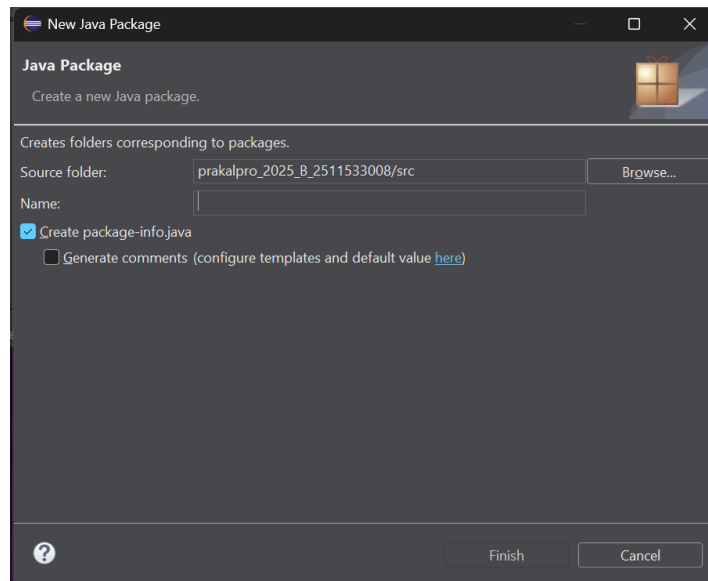 New Java Package
Java Package
Create a new Java package.
Creates folders corresponding to packages.
Source folder: prakalpro_2025_B_2511533008/src Browse...
Name:
Create package-info.java
Generate comments (configure templates and default value here)
? Finish Cancel